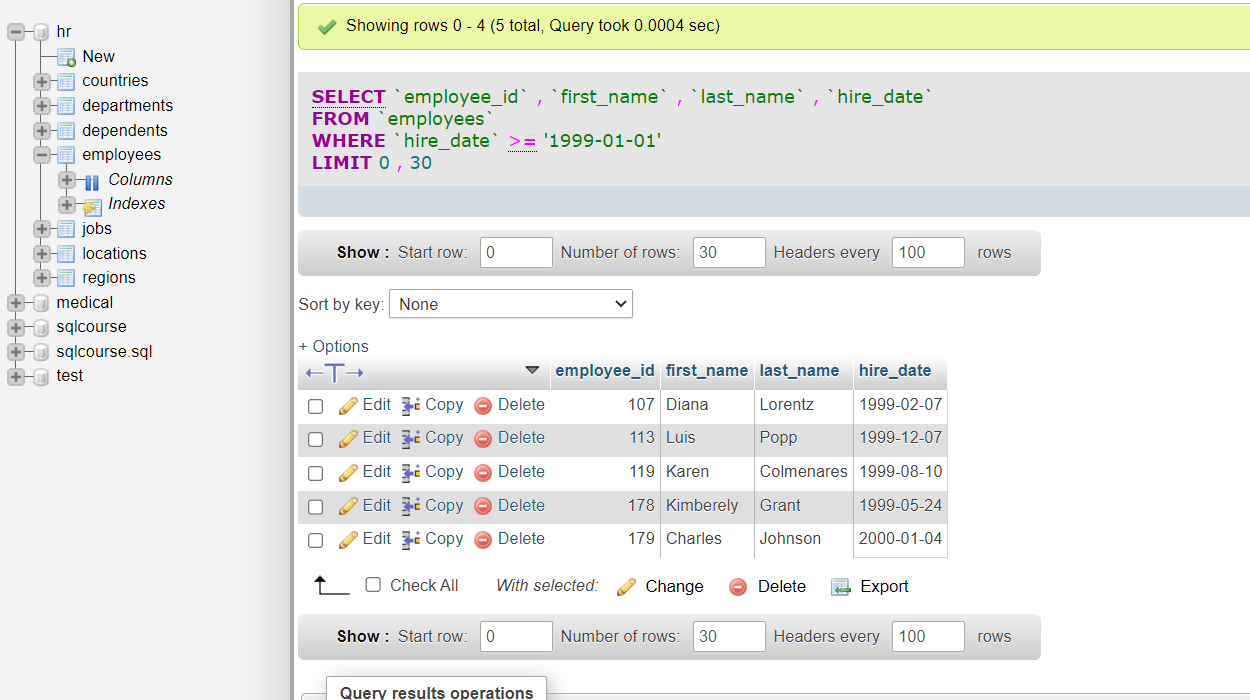 hr
New
countries
departments
dependents
employees
Columns
Indexes
jobs
locations
regions
medical
sqlcourse
sqlcourse.sql
test
Showing rows 0 - 4 (5 total, Query took 0.0004 sec)
SELECT `employee_id` , `first_name` , `last_name` , `hire_date`
FROM `employees`
WHERE `hire_date` >= '1999-01-01'
LIMIT 0 , 30
Show : Start row: 0 Number of rows: 30 Headers every 100 rows
Sort by key: None
+ Options
←T→ employee_id first_name last_name hire_date
Edit Copy Delete 107 Diana Lorentz 1999-02-07
Edit Copy Delete 113 Luis Popp 1999-12-07
Edit Copy Delete 119 Karen Colmenares 1999-08-10
Edit Copy Delete 178 Kimberely Grant 1999-05-24
Edit Copy Delete 179 Charles Johnson 2000-01-04
Check All With selected: Change Delete Export
Show : Start row: 0 Number of rows: 30 Headers every 100 rows
Query results operations